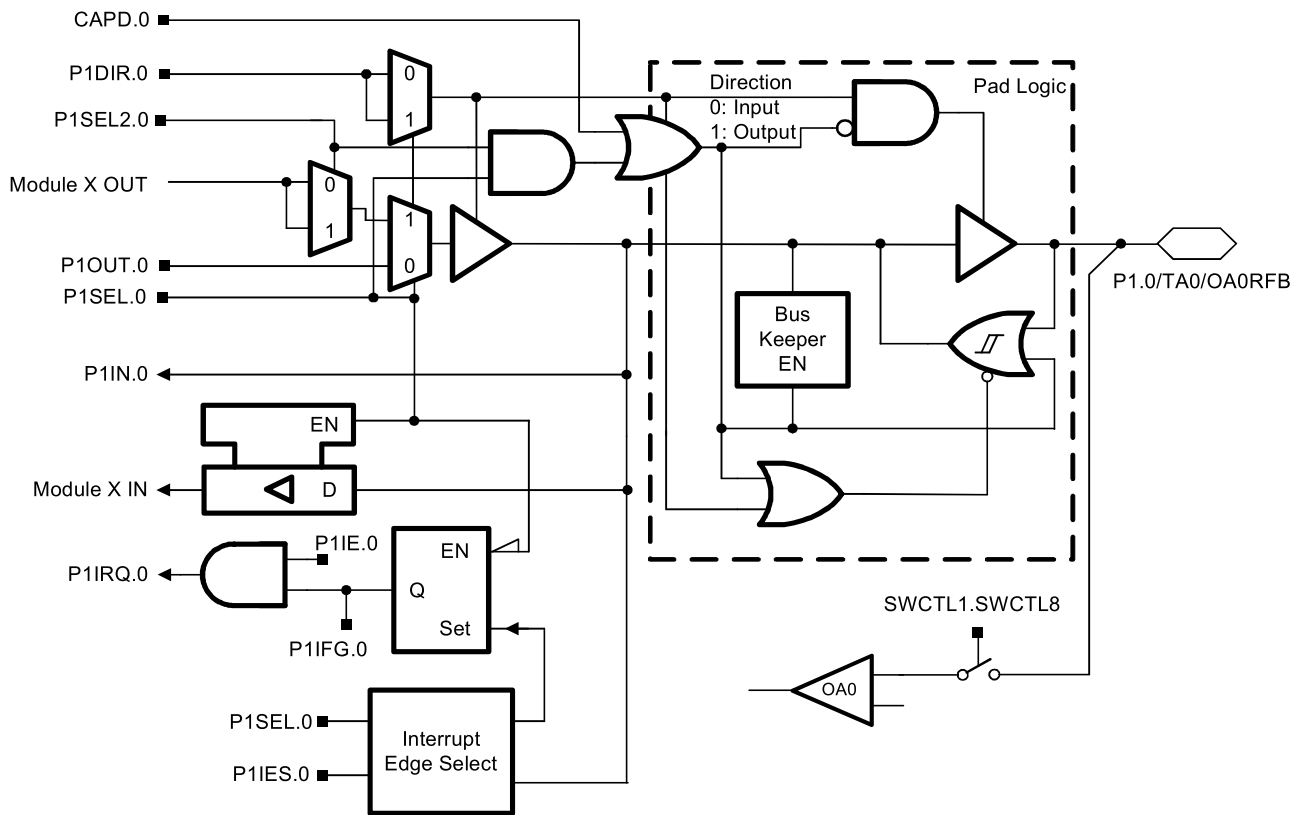 CAPD.0
P1DIR.0
0
1
Direction
0: Input
1: Output
Pad Logic
P1SEL2.0
Module X OUT
0
1
1
0
P1OUT.0
P1SEL.0
P1.0/TA0/OA0RFB
Bus
Keeper
EN
P1IN.0
EN
Module X IN
D
P1IE.0
EN
P1IRQ.0
Q
Set
P1IFG.0
SWCTL1.SWCTL8
OA0
P1SEL.0
Interrupt
Edge Select
P1IES.0